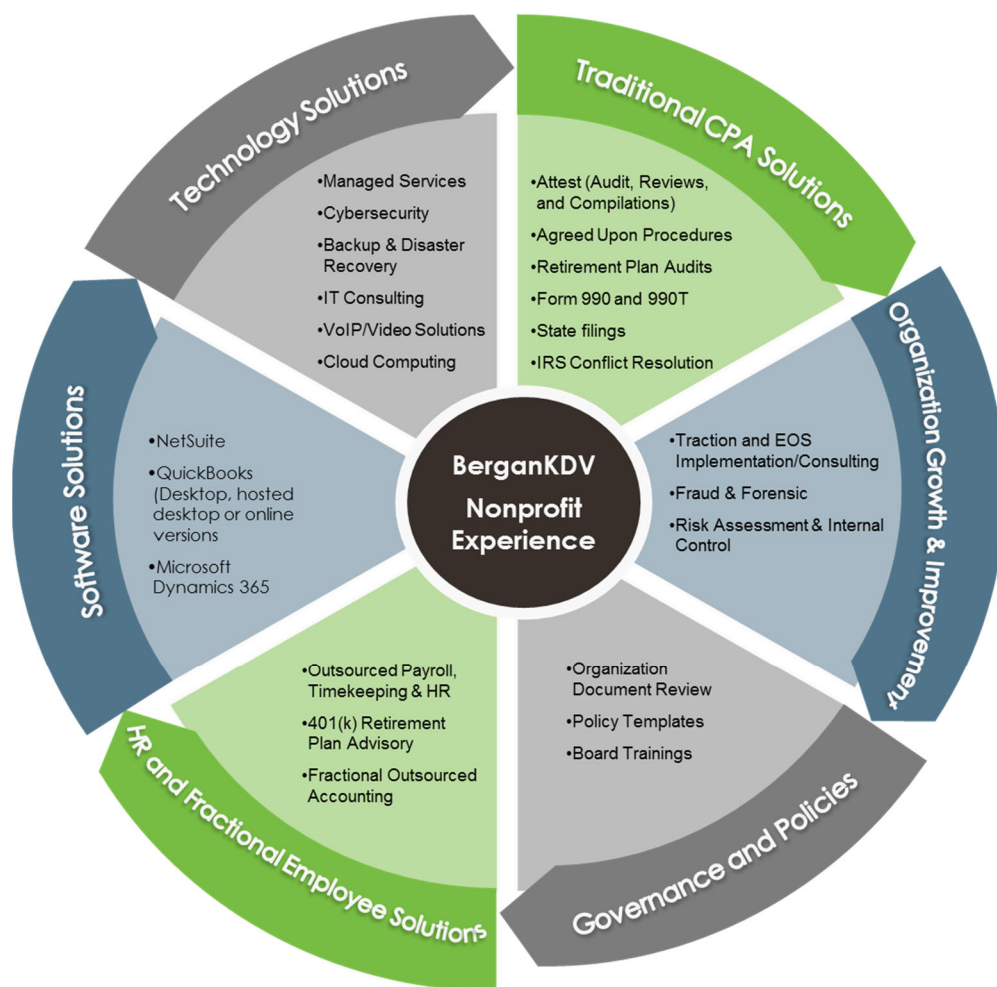 Technology Solutions
•Managed Services
•Cybersecurity
•Backup & Disaster
Recovery
•IT Consulting
•VoIP/Video Solutions
•Cloud Computing
Traditional CPA Solutions
•Attest (Audit, Reviews,
and Compilations)
•Agreed Upon Procedures
•Retirement Plan Audits
•Form 990 and 990T
•State filings
•IRS Conflict Resolution
Organization Growth & Improvement
•Traction and EOS
Implementation/Consulting
•Fraud & Forensic
•Risk Assessment & Internal
Control
Governance and Policies
•Organization
Document Review
•Policy Templates
•Board Trainings
HR and Fractional Employee Solutions
•Outsourced Payroll,
Timekeeping & HR
•401(k) Retirement
Plan Advisory
•Fractional Outsourced
Accounting
Software Solutions
•NetSuite
•QuickBooks
(Desktop, hosted
desktop or online
versions
•Microsoft
Dynamics 365
BerganKDV
Nonprofit
Experience